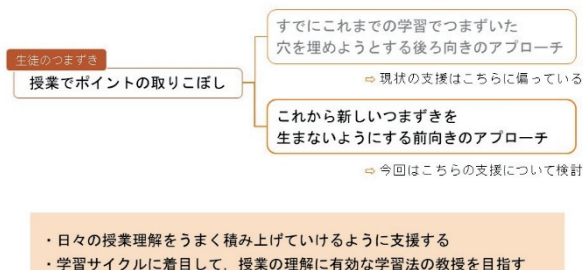 すでにこれまでの学習でつまずいた
穴を埋めようとする後ろ向きのアプローチ
生徒のつまずき
授業でポイントの取りこぼし
⇨現状の支援はこちらに偏っている
これから新しいつまずきを
生まないようにする前向きのアプローチ
⇨今回はこちらの支援について検討
・日々の授業理解をうまく積み上げていけるように支援する
・学習サイクルに着目して，授業の理解に有効な学習法の教授を目指す